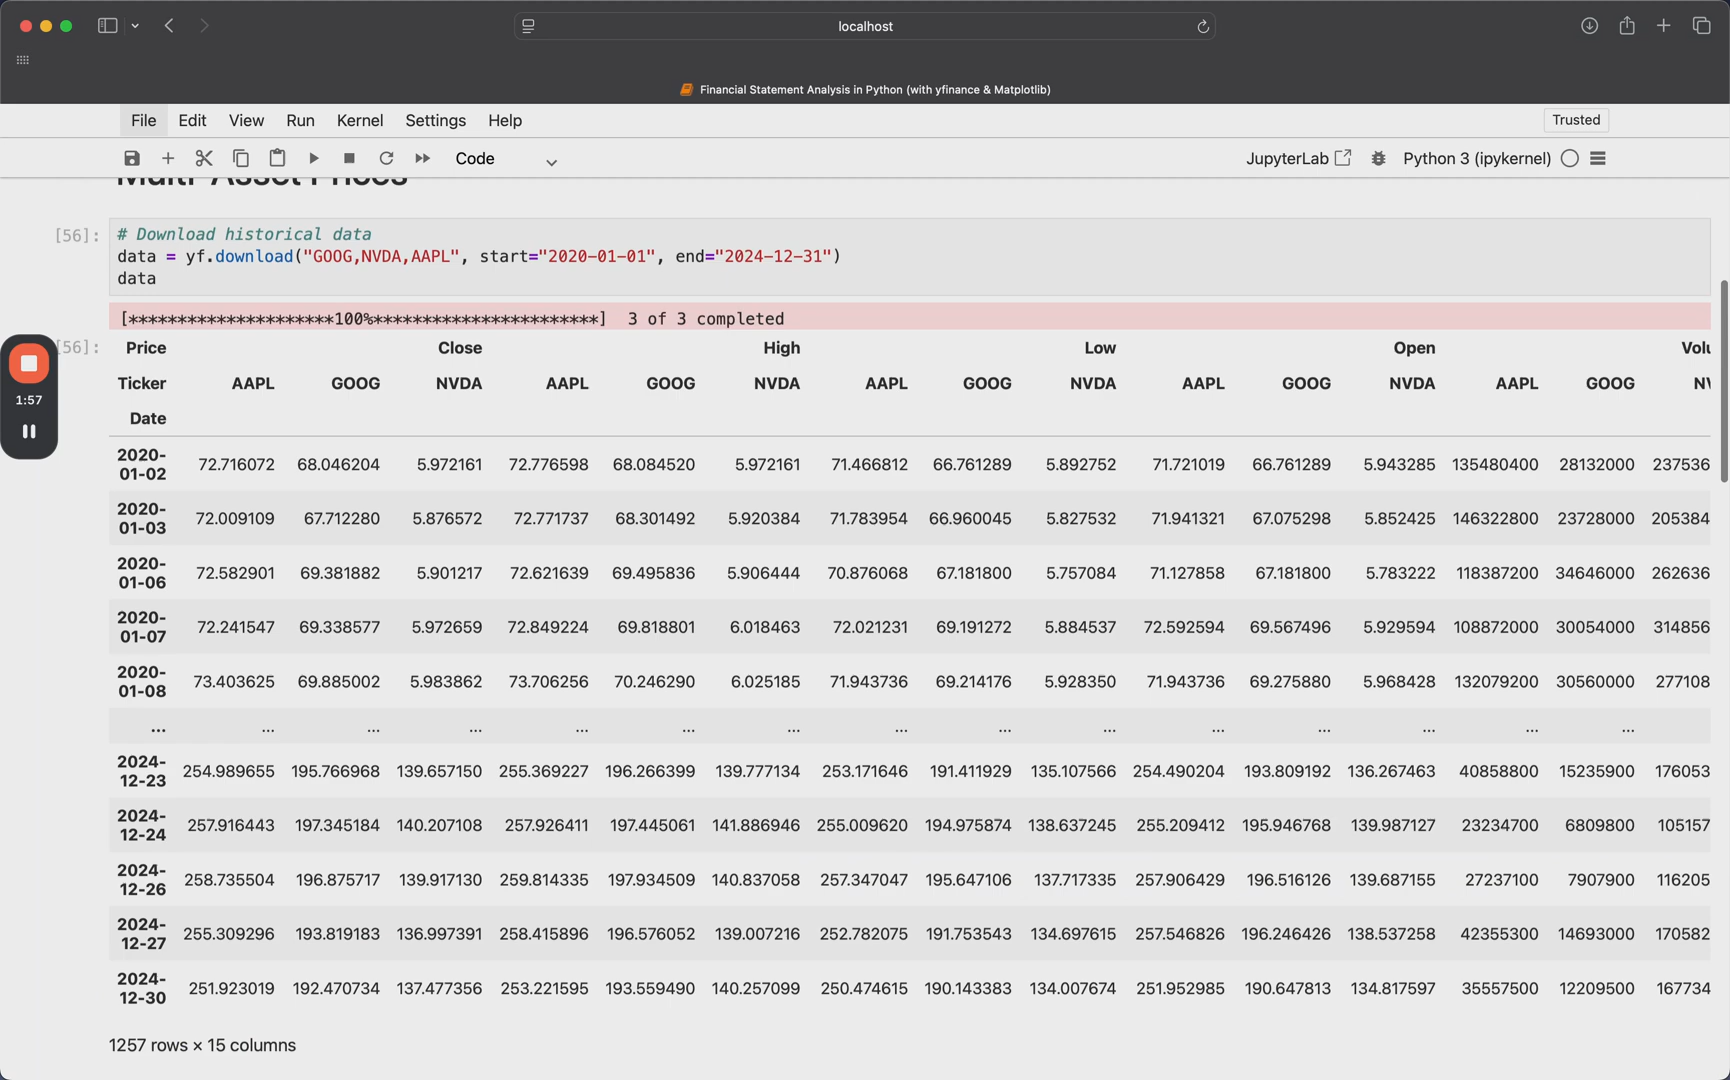 localhost
Financial Statement Analysis in Python (with yfinance & Matplotlib)
File Edit View Run Kernel Settings Help Trusted
Code JupyterLab Python 3 (ipykernel)
Multi-Asset Prices
[56]: # Download historical data
data = yf.download("GOOG,NVDA,AAPL", start="2020-01-01", end="2024-12-31")
data
[*********************100%***********************] 3 of 3 completed
1:57
56]: Price Close High Low Open Volu
Ticker AAPL GOOG NVDA AAPL GOOG NVDA AAPL GOOG NVDA AAPL GOOG NVDA AAPL GOOG NV
Date
2020-
01-02 72.716072 68.046204 5.972161 72.776598 68.084520 5.972161 71.466812 66.761289 5.892752 71.721019 66.761289 5.943285 135480400 28132000 237536
2020-
01-03 72.009109 67.712280 5.876572 72.771737 68.301492 5.920384 71.783954 66.960045 5.827532 71.941321 67.075298 5.852425 146322800 23728000 205384
2020-
01-06 72.582901 69.381882 5.901217 72.621639 69.495836 5.906444 70.876068 67.181800 5.757084 71.127858 67.181800 5.783222 118387200 34646000 262636
2020-
01-07 72.241547 69.338577 5.972659 72.849224 69.818801 6.018463 72.021231 69.191272 5.884537 72.592594 69.567496 5.929594 108872000 30054000 314856
2020-
01-08 73.403625 69.885002 5.983862 73.706256 70.246290 6.025185 71.943736 69.214176 5.928350 71.943736 69.275880 5.968428 132079200 30560000 277108
... ... ... ... ... ... ... ... ... ... ... ... ... ... ...
2024-
12-23 254.989655 195.766968 139.657150 255.369227 196.266399 139.777134 253.171646 191.411929 135.107566 254.490204 193.809192 136.267463 40858800 15235900 176053
2024-
12-24 257.916443 197.345184 140.207108 257.926411 197.445061 141.886946 255.009620 194.975874 138.637245 255.209412 195.946768 139.987127 23234700 6809800 105157
2024-
12-26 258.735504 196.875717 139.917130 259.814335 197.934509 140.837058 257.347047 195.647106 137.717335 257.906429 196.516126 139.687155 27237100 7907900 116205
2024-
12-27 255.309296 193.819183 136.997391 258.415896 196.576052 139.007216 252.782075 191.753543 134.697615 257.546826 196.246426 138.537258 42355300 14693000 170582
2024-
12-30 251.923019 192.470734 137.477356 253.221595 193.559490 140.257099 250.474615 190.143383 134.007674 251.952985 190.647813 134.817597 35557500 12209500 167734
1257 rows × 15 columns